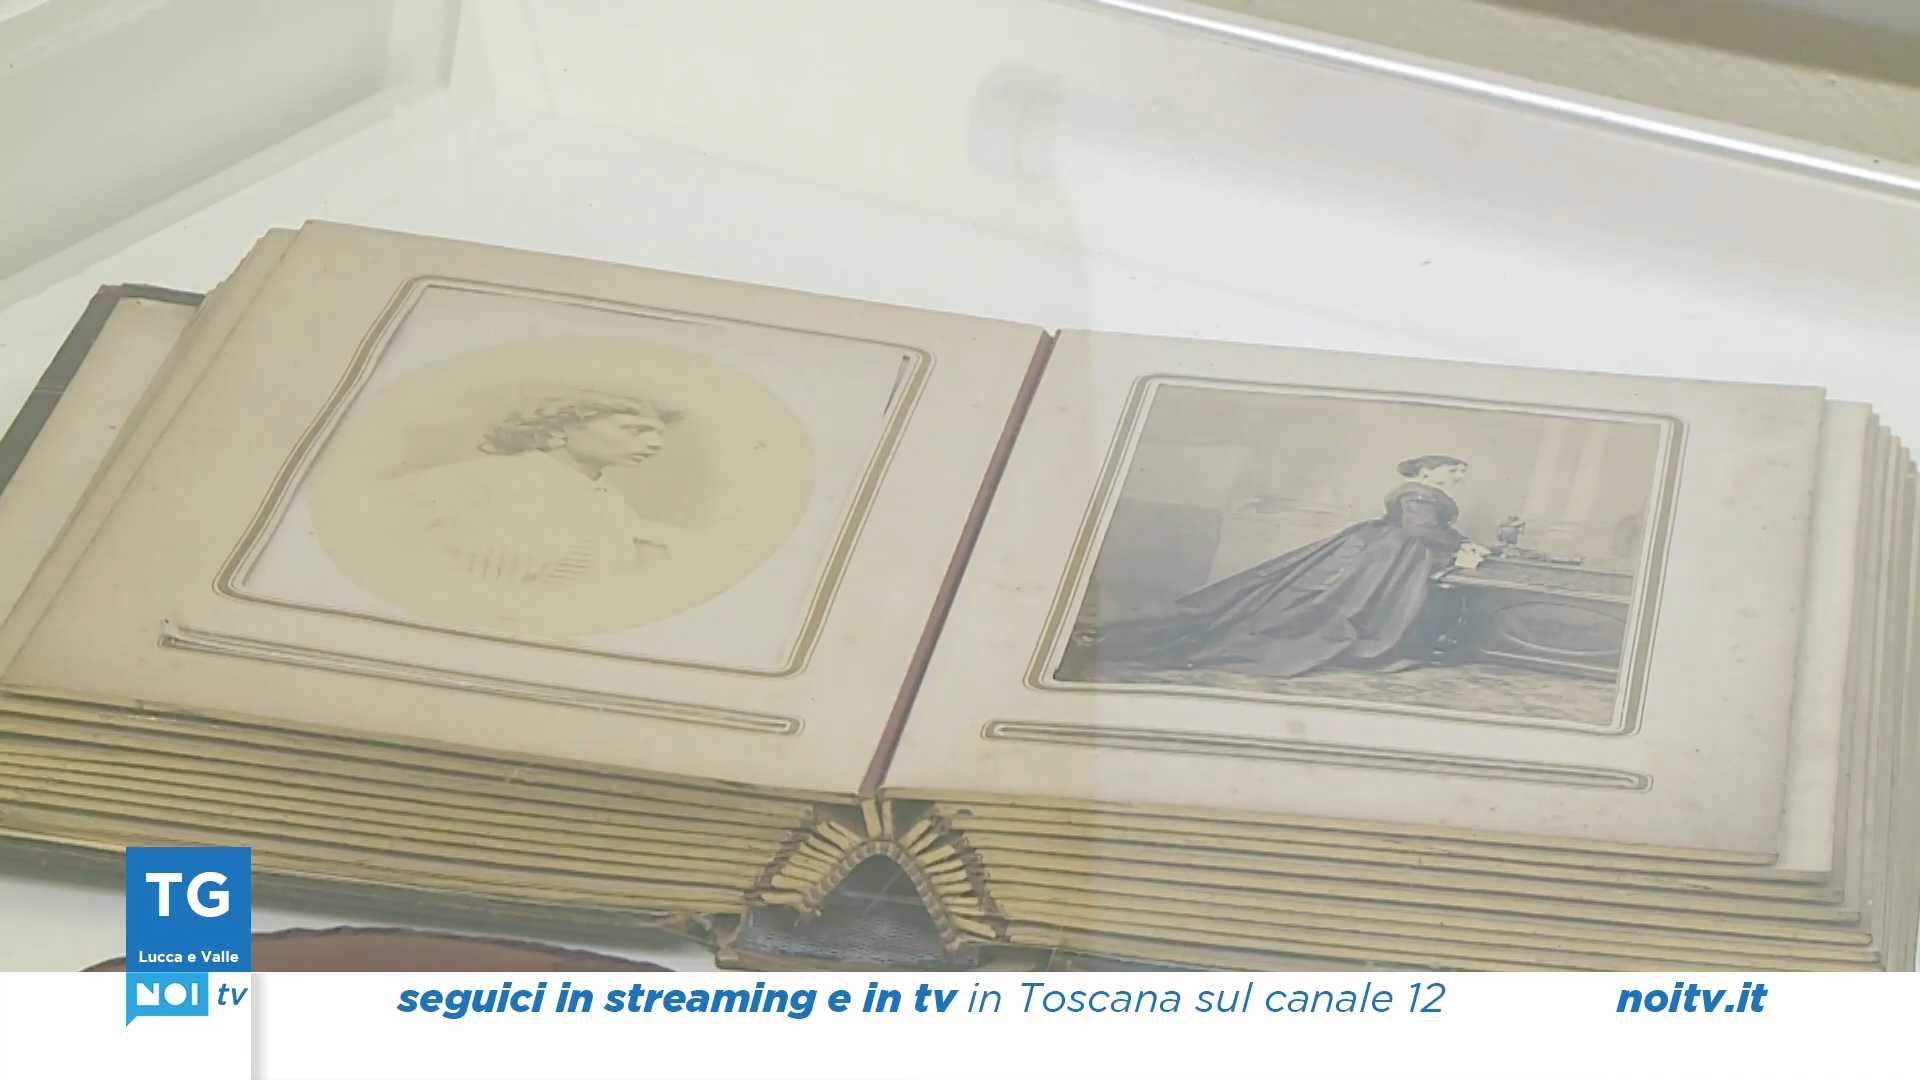 TG
Lucca e Valle
NOI tv
seguici in streaming e in tv in Toscana sul canale 12
noitv.it